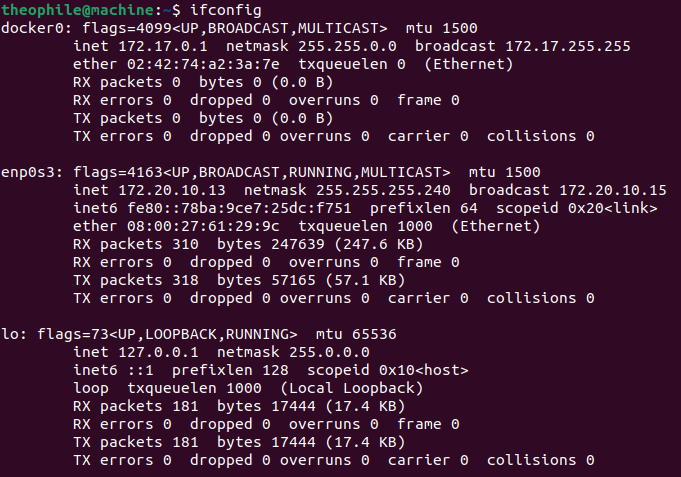 theophile@machine:~$ ifconfig
docker0: flags=4099<UP,BROADCAST,MULTICAST>  mtu 1500
        inet 172.17.0.1  netmask 255.255.0.0  broadcast 172.17.255.255
        ether 02:42:74:a2:3a:7e  txqueuelen 0  (Ethernet)
        RX packets 0  bytes 0 (0.0 B)
        RX errors 0  dropped 0  overruns 0  frame 0
        TX packets 0  bytes 0 (0.0 B)
        TX errors 0  dropped 0 overruns 0  carrier 0  collisions 0

enp0s3: flags=4163<UP,BROADCAST,RUNNING,MULTICAST>  mtu 1500
        inet 172.20.10.13  netmask 255.255.255.240  broadcast 172.20.10.15
        inet6 fe80::78ba:9ce7:25dc:f751  prefixlen 64  scopeid 0x20<link>
        ether 08:00:27:61:29:9c  txqueuelen 1000  (Ethernet)
        RX packets 310  bytes 247639 (247.6 KB)
        RX errors 0  dropped 0  overruns 0  frame 0
        TX packets 318  bytes 57165 (57.1 KB)
        TX errors 0  dropped 0 overruns 0  carrier 0  collisions 0

lo: flags=73<UP,LOOPBACK,RUNNING>  mtu 65536
        inet 127.0.0.1  netmask 255.0.0.0
        inet6 ::1  prefixlen 128  scopeid 0x10<host>
        loop  txqueuelen 1000  (Local Loopback)
        RX packets 181  bytes 17444 (17.4 KB)
        RX errors 0  dropped 0  overruns 0  frame 0
        TX packets 181  bytes 17444 (17.4 KB)
        TX errors 0  dropped 0 overruns 0  carrier 0  collisions 0